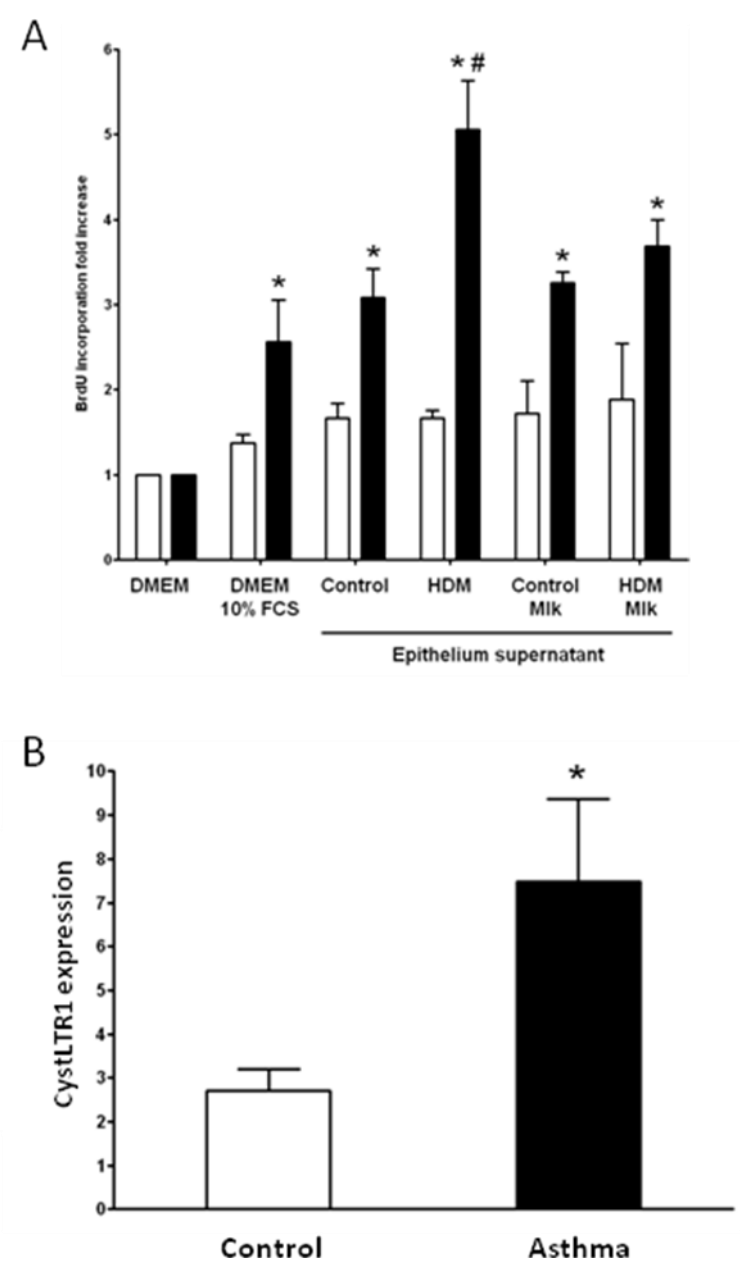 A
BrdU incorporation fold increase
6
5
4
3
2
1
0
*
*
* #
*
*
DMEM
DMEM
10% FCS
Control
HDM
Control
Mlk
HDM
Mlk
Epithelium supernatant
B
CystLTR1 expression
10
9
8
7
6
5
4
3
2
1
0
*
Control
Asthma